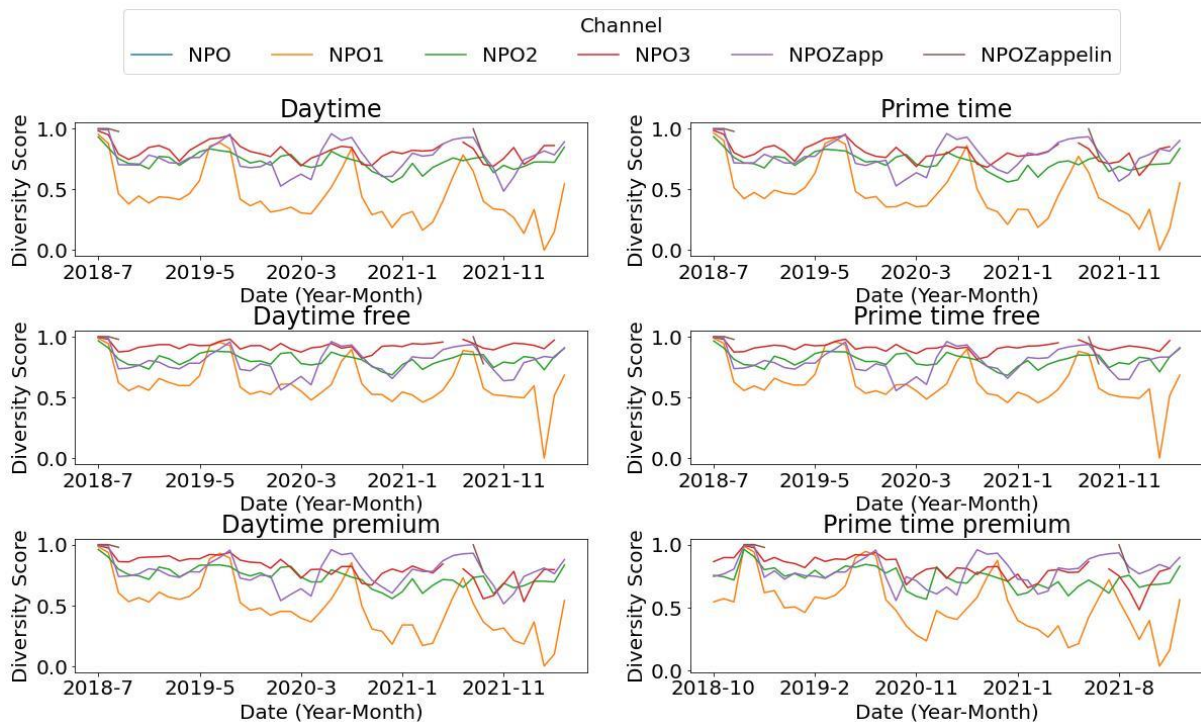 Channel
NPO NPO1 NPO2 NPO3 NPOZapp NPOZappelin
Daytime
Diversity Score
1.0
0.5
0.0
2018-7 2019-5 2020-3 2021-1 2021-11
Date (Year-Month)
Prime time
Diversity Score
1.0
0.5
0.0
2018-7 2019-5 2020-3 2021-1 2021-11
Date (Year-Month)
Daytime free
Diversity Score
1.0
0.5
0.0
2018-7 2019-5 2020-3 2021-1 2021-11
Date (Year-Month)
Prime time free
Diversity Score
1.0
0.5
0.0
2018-7 2019-5 2020-3 2021-1 2021-11
Date (Year-Month)
Daytime premium
Diversity Score
1.0
0.5
0.0
2018-7 2019-5 2020-3 2021-1 2021-11
Date (Year-Month)
Prime time premium
Diversity Score
1.0
0.5
0.0
2018-10 2019-2 2020-11 2021-1 2021-8
Date (Year-Month)